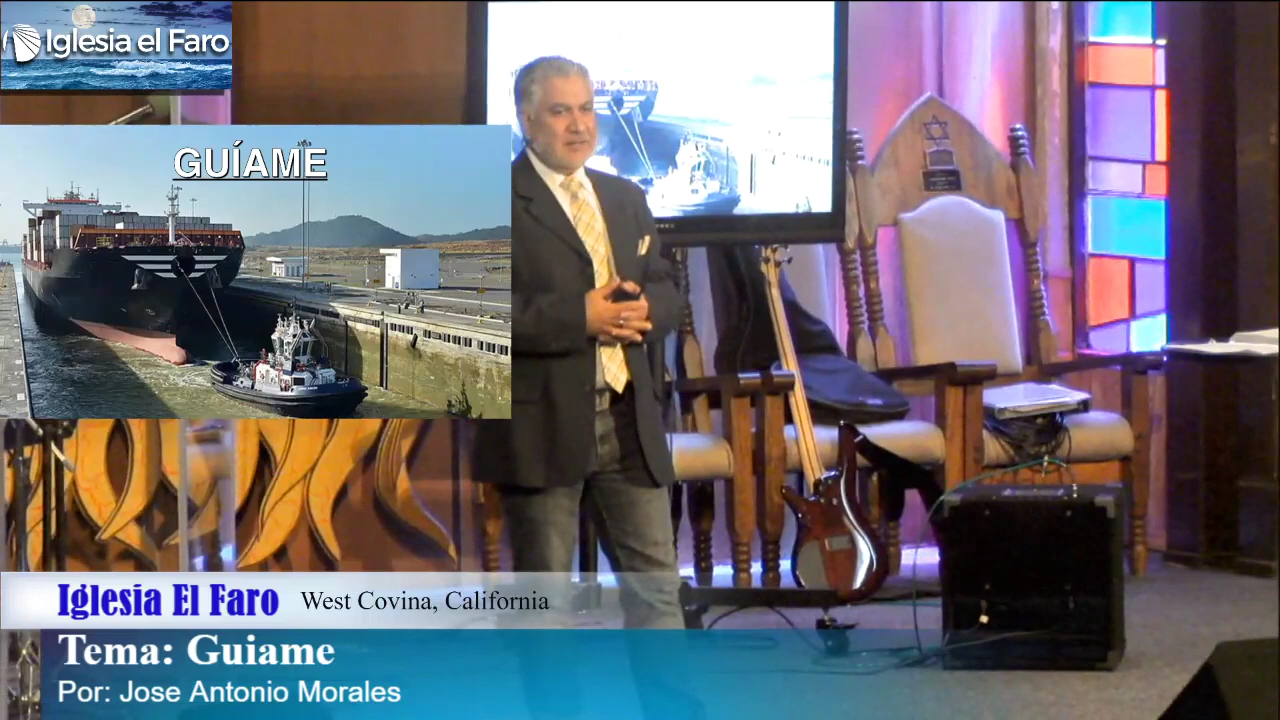 Iglesia el Faro
GUÍAME
Iglesia El Faro
West Covina, California
Tema: Guiame
Por: Jose Antonio Morales